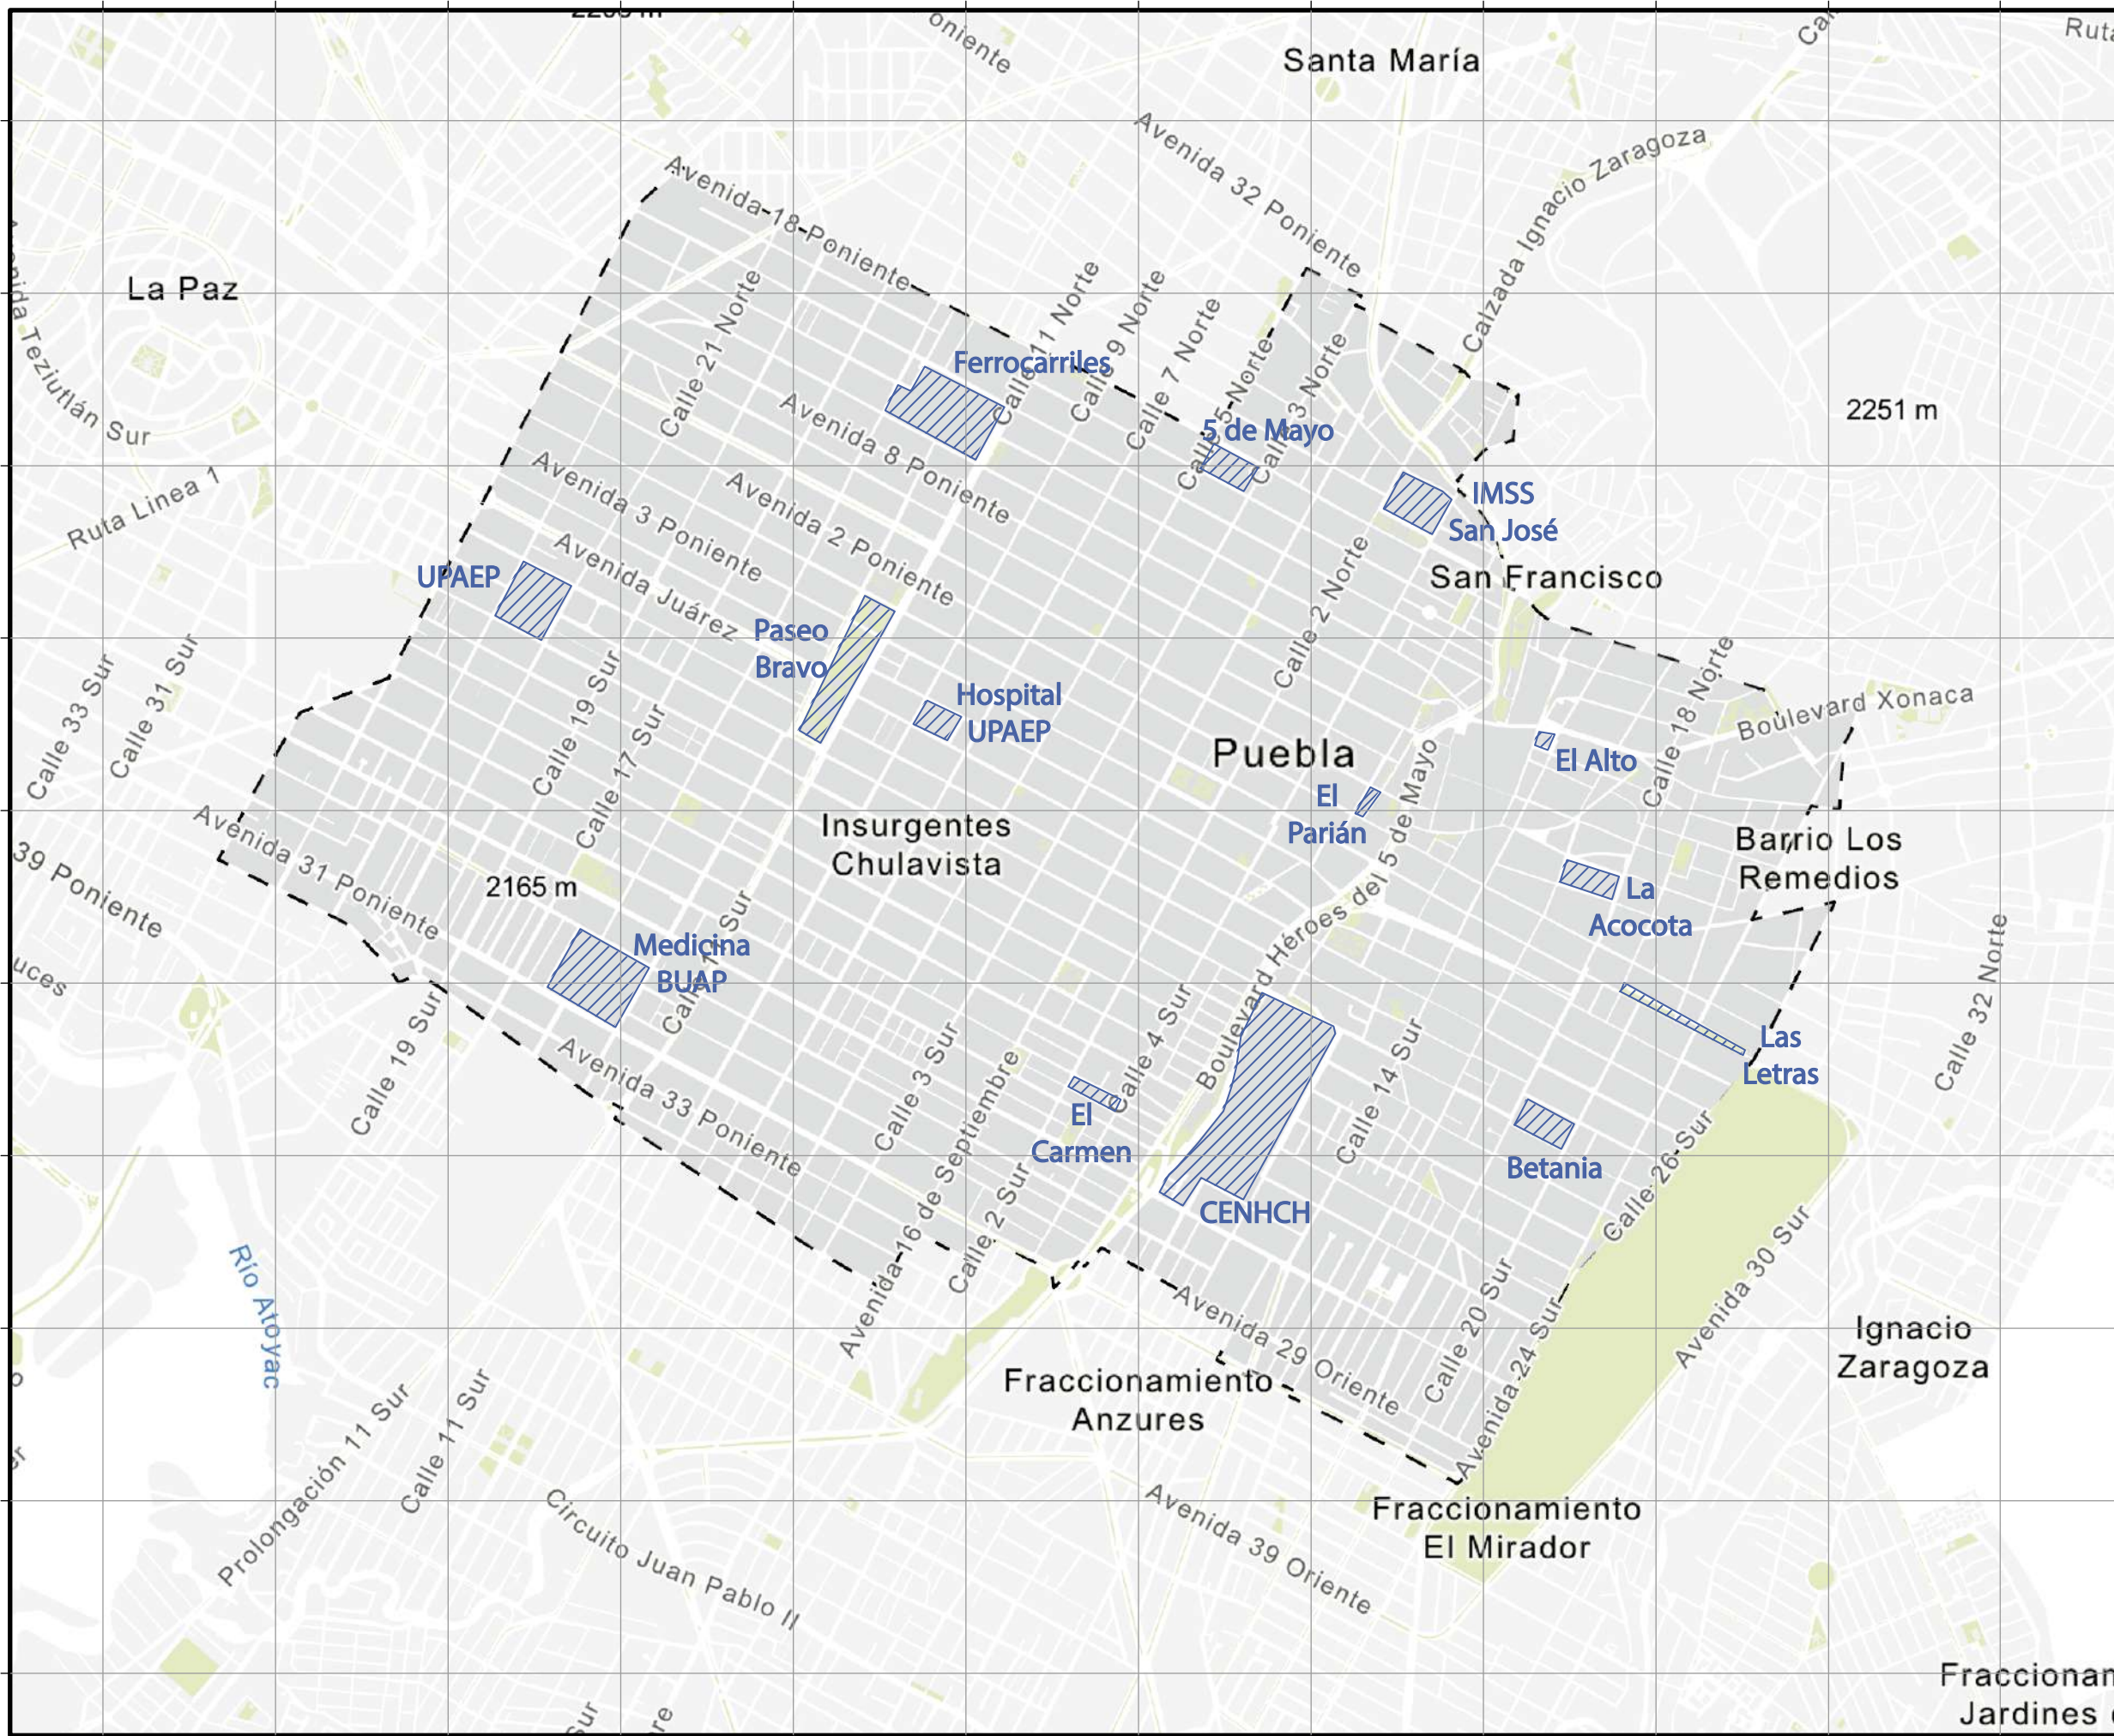 2203 m
oniente
Santa María
Avenida 32 Poniente
Calzada Ignacio Zaragoza
Avenida 18 Poniente
La Paz
Calle 21 Norte
Calle 11 Norte
Calle 9 Norte
Calle 7 Norte
Calle 5 Norte
Calle 3 Norte
Ferrocarriles
5 de Mayo
2251 m
Avenida 8 Poniente
Avenida 2 Poniente
Avenida 3 Poniente
Avenida Juárez
Ruta Linea 1
IMSS
San José
San Francisco
UPAEP
Paseo
Bravo
Hospital
UPAEP
Calle 2 Norte
Calle 18 Norte
Boulevard Xonaca
Calle 33 Sur
Calle 31 Sur
Calle 19 Sur
Calle 17 Sur
Puebla
El Alto
El
Parián
Insurgentes
Chulavista
Boulevard Héroes del 5 de Mayo
Barrio Los
Remedios
Avenida 31 Poniente
39 Poniente
2165 m
La
Acocota
Medicina
BUAP
Calle 32 Norte
Las
Letras
Calle 19 Sur
Avenida 33 Poniente
Calle 3 Sur
Avenida 16 de Septiembre
Calle 2 Sur
Calle 4 Sur
El
Carmen
CENHCH
Calle 14 Sur
Betania
Calle 26 Sur
Avenida 30 Sur
Río Atoyac
Avenida 29 Oriente
Calle 20 Sur
Avenida 24 Sur
Ignacio
Zaragoza
Fraccionamiento
Anzures
Prolongación 11 Sur
Calle 11 Sur
Circuito Juan Pablo II
Avenida 39 Oriente
Fraccionamiento
El Mirador
Fraccionam
Jardines
Sur